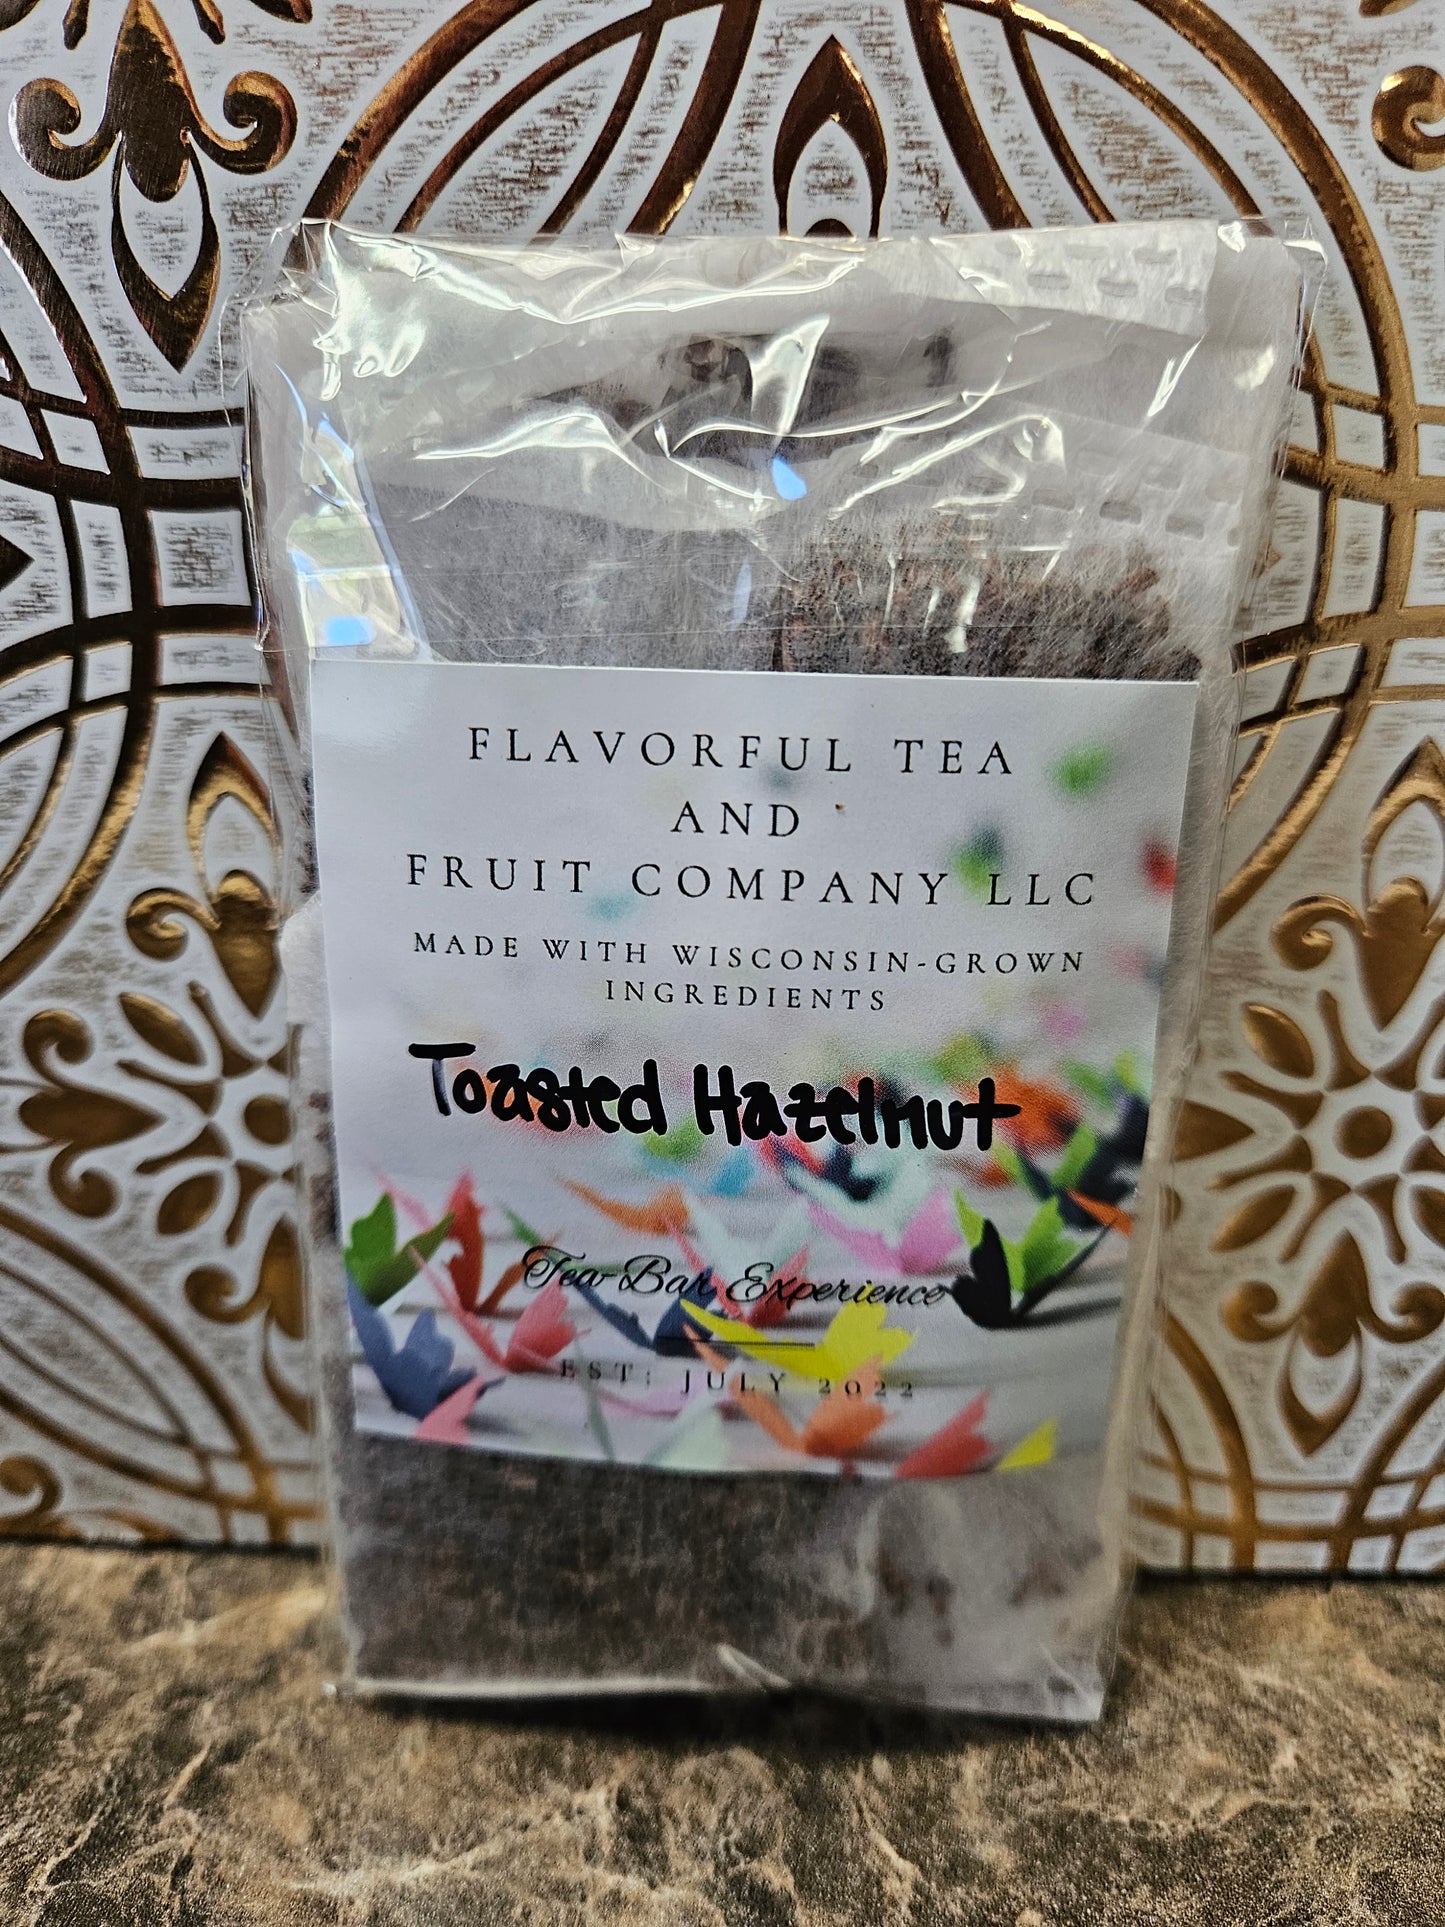 FLAVORFUL TEA
AND
FRUIT COMPANY LLC
MADE WITH WISCONSIN-GROWN
INGREDIENTS
Toasted Hazelnut
Tea Bar Experience
EST: JULY 2022